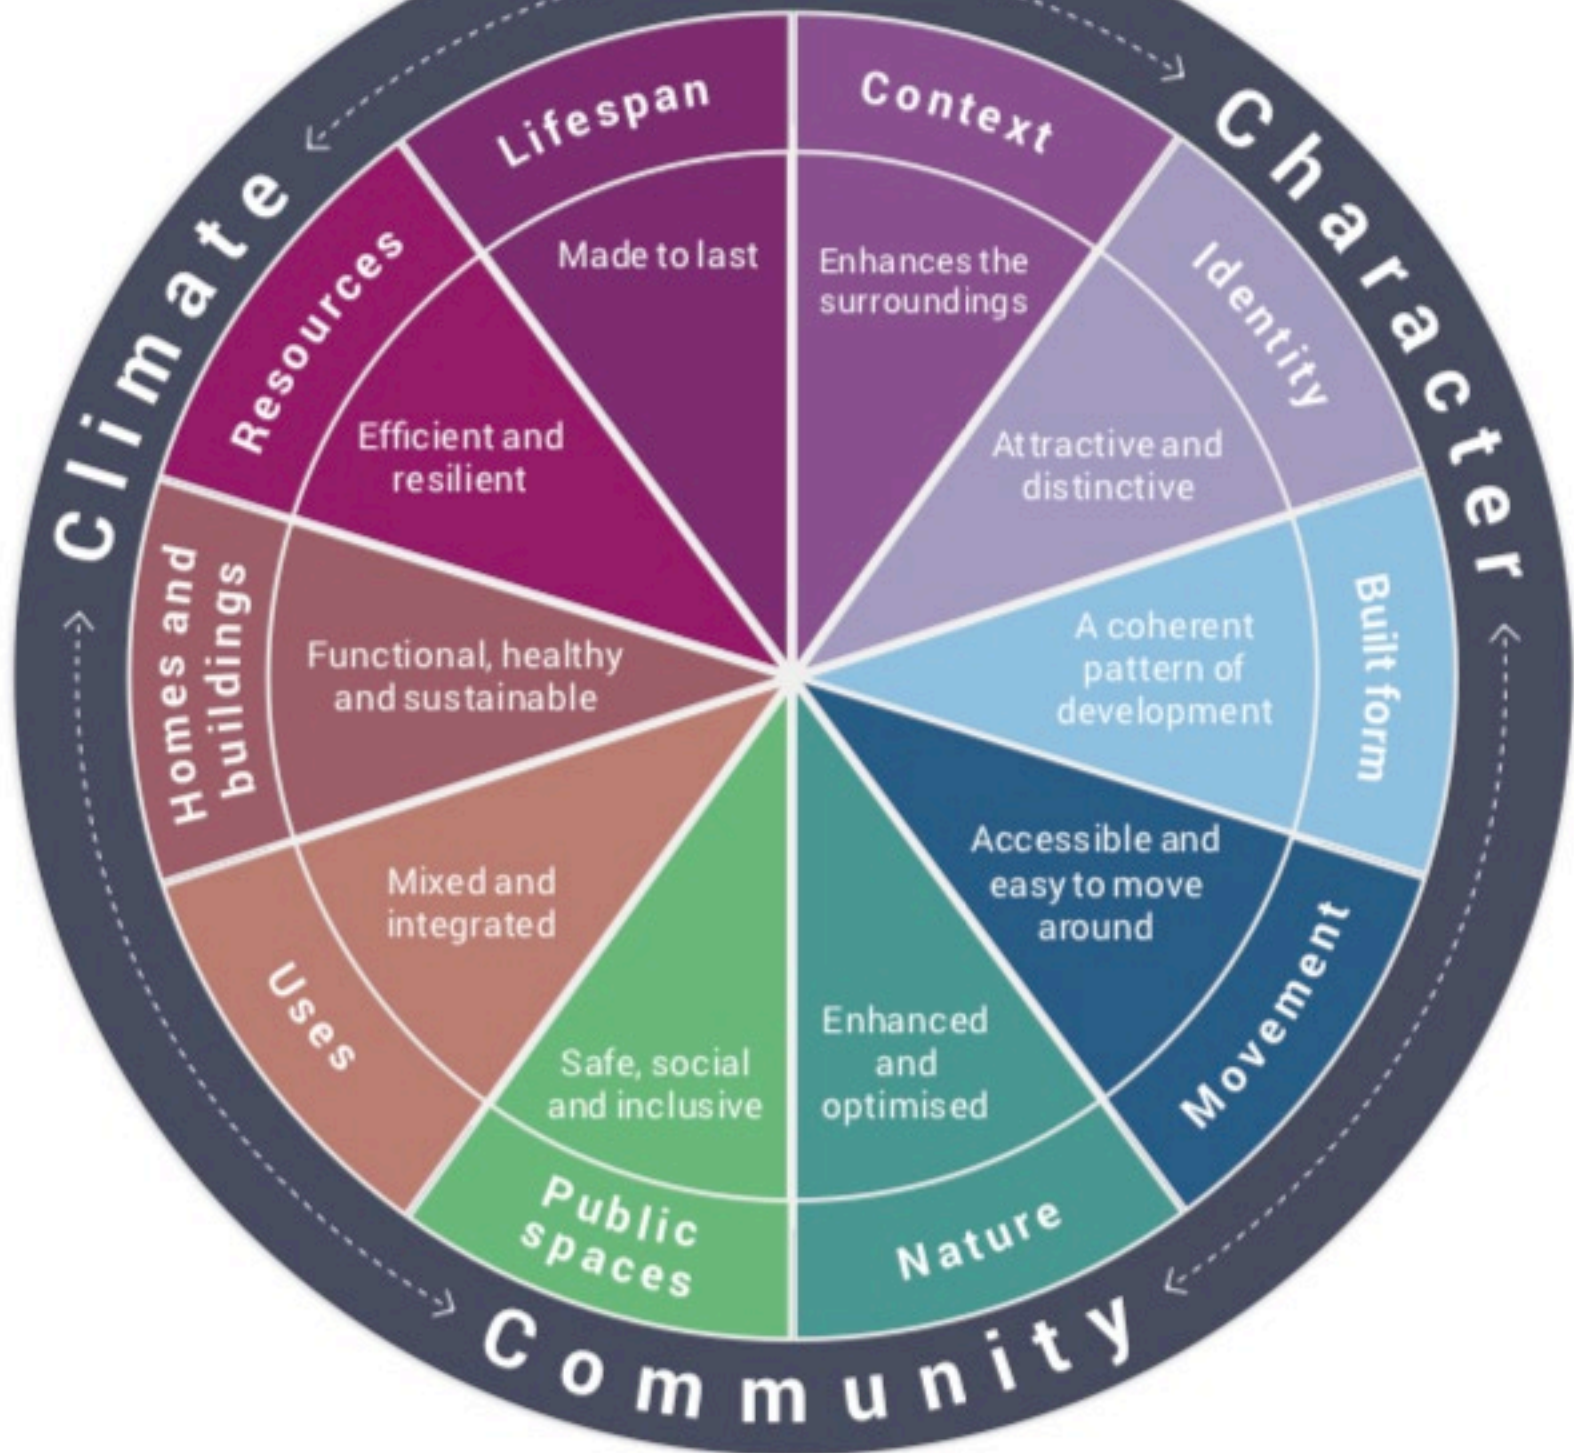 Climate
Character
Community
Lifespan
Made to last
Context
Enhances the
surroundings
Identity
Attractive and
distinctive
Built form
A coherent
pattern of
development
Movement
Accessible and
easy to move
around
Nature
Enhanced
and
optimised
Public
spaces
Safe, social
and inclusive
Uses
Mixed and
integrated
Homes and
buildings
Functional, healthy
and sustainable
Resources
Efficient and
resilient